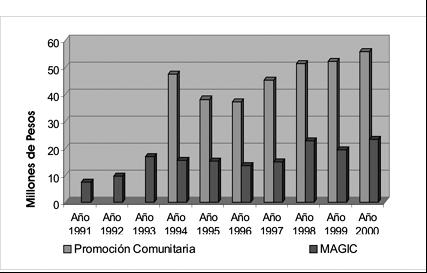 Millones de Pesos
60
50
40
30
20
10
0
Año Año Año Año Año Año Año Año Año Año
1991 1992 1993 1994 1995 1996 1997 1998 1999 2000
Promoción Comunitaria MAGIC